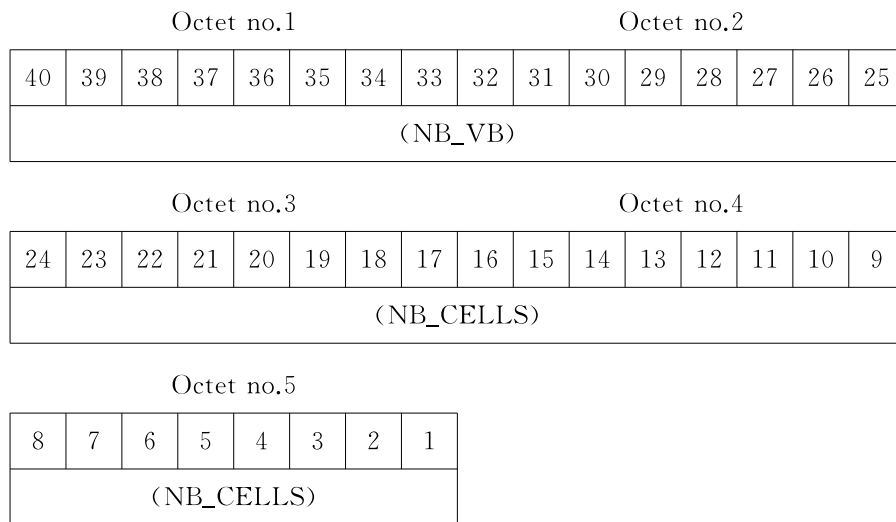 Octet no.1 Octet no.2
40 39 38 37 36 35 34 33 32 31 30 29 28 27 26 25
(NB_VB)
Octet no.3 Octet no.4
24 23 22 21 20 19 18 17 16 15 14 13 12 11 10 9
(NB_CELLS)
Octet no.5
8 7 6 5 4 3 2 1
(NB_CELLS)